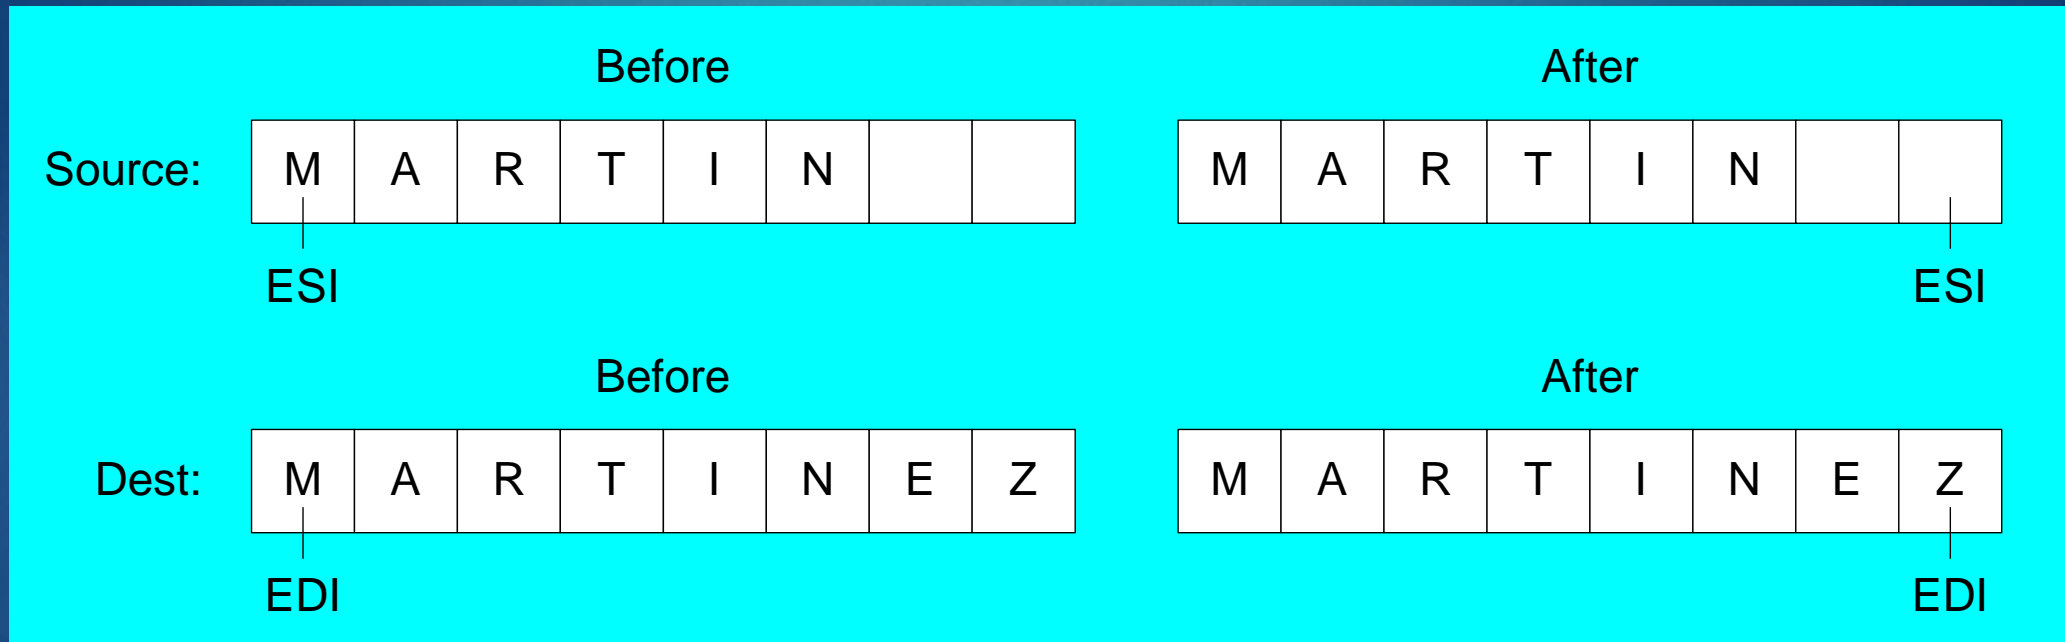 Before After
Source: M A R T I N M A R T I N
ESI ESI
Before After
Dest: M A R T I N E Z M A R T I N E Z
EDI EDI